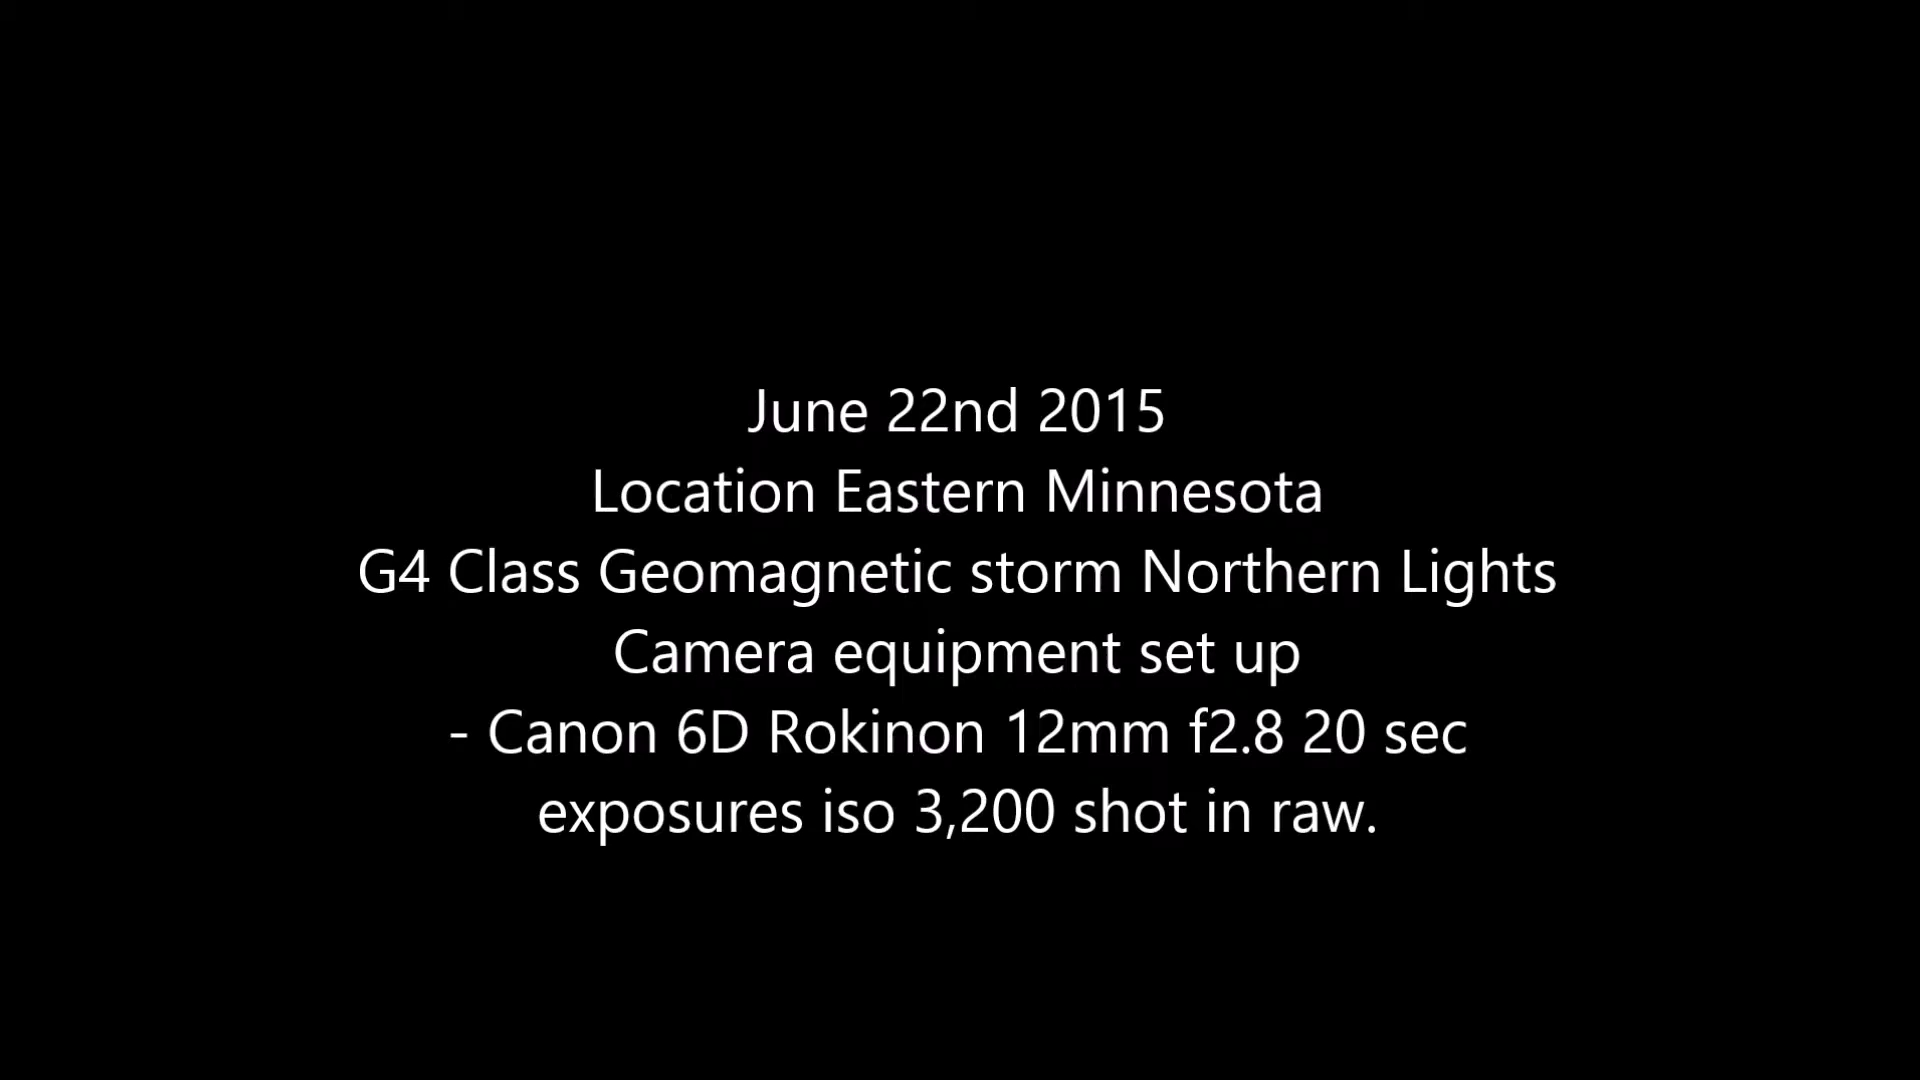 June 22nd 2015
Location Eastern Minnesota
G4 Class Geomagnetic storm Northern Lights
Camera equipment set up
- Canon 6D Rokinon 12mm f2.8 20 sec
exposures iso 3,200 shot in raw.